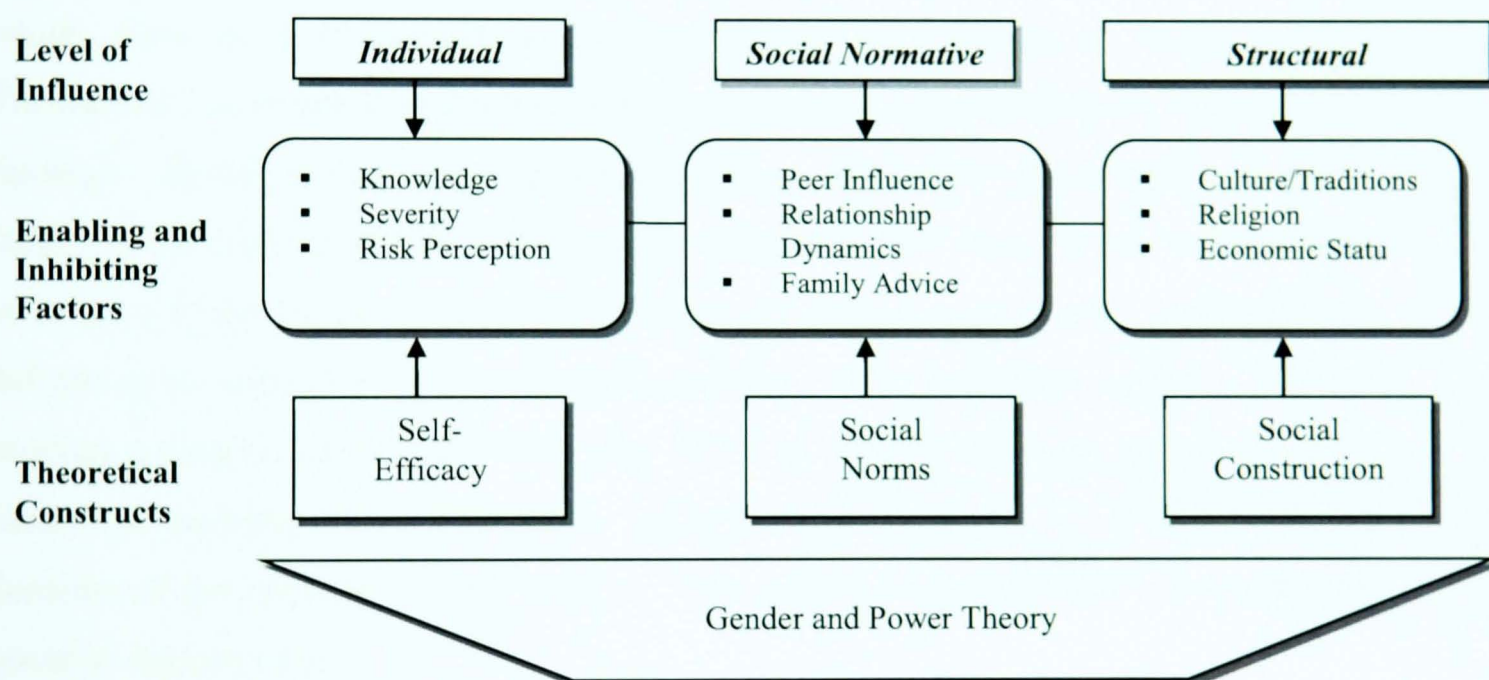 Level of
Influence
Individual
Social Normative
Structural
Enabling and
Inhibiting
Factors
▪ Knowledge
▪ Severity
▪ Risk Perception
▪ Peer Influence
▪ Relationship
Dynamics
▪ Family Advice
▪ Culture/Traditions
▪ Religion
▪ Economic Statu
Theoretical
Constructs
Self-
Efficacy
Social
Norms
Social
Construction
Gender and Power Theory